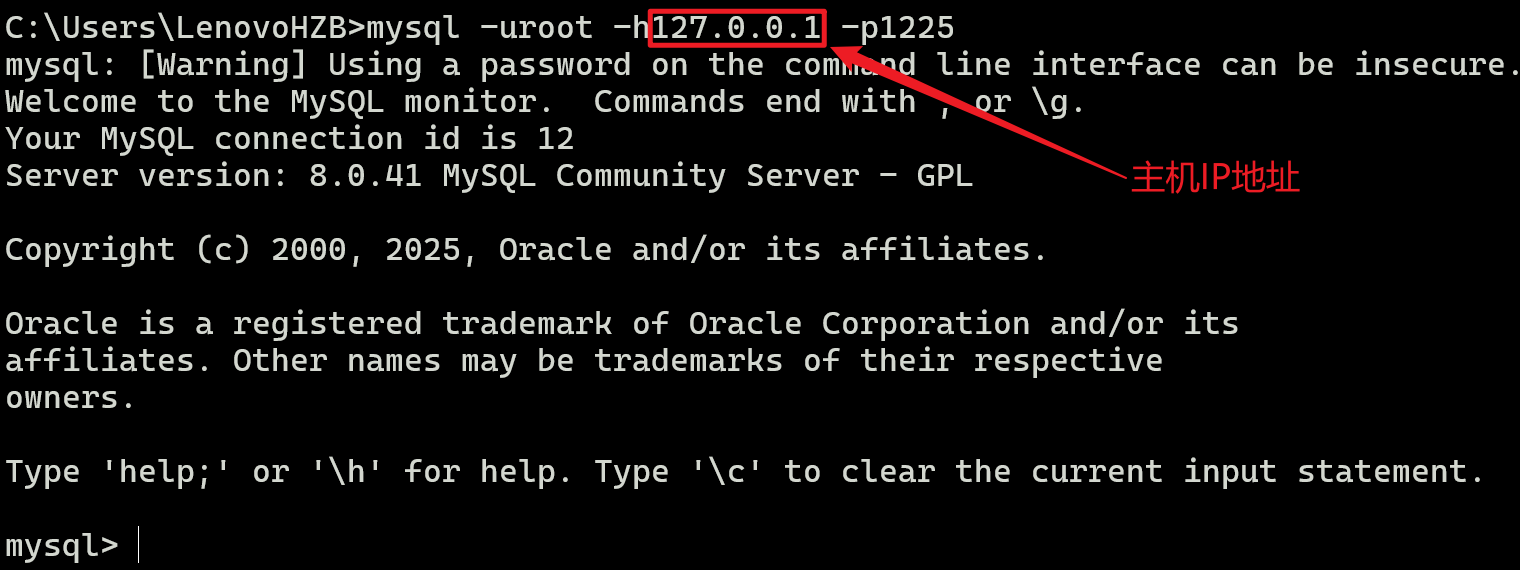 C:\Users\LenovoHZB>mysql -uroot -h127.0.0.1 -p1225
mysql: [Warning] Using a password on the command line interface can be insecure.
Welcome to the MySQL monitor.  Commands end with ; or \g.
Your MySQL connection id is 12
Server version: 8.0.41 MySQL Community Server - GPL
主机IP地址
Copyright (c) 2000, 2025, Oracle and/or its affiliates.
Oracle is a registered trademark of Oracle Corporation and/or its
affiliates. Other names may be trademarks of their respective
owners.
Type 'help;' or '\h' for help. Type '\c' to clear the current input statement.
mysql>